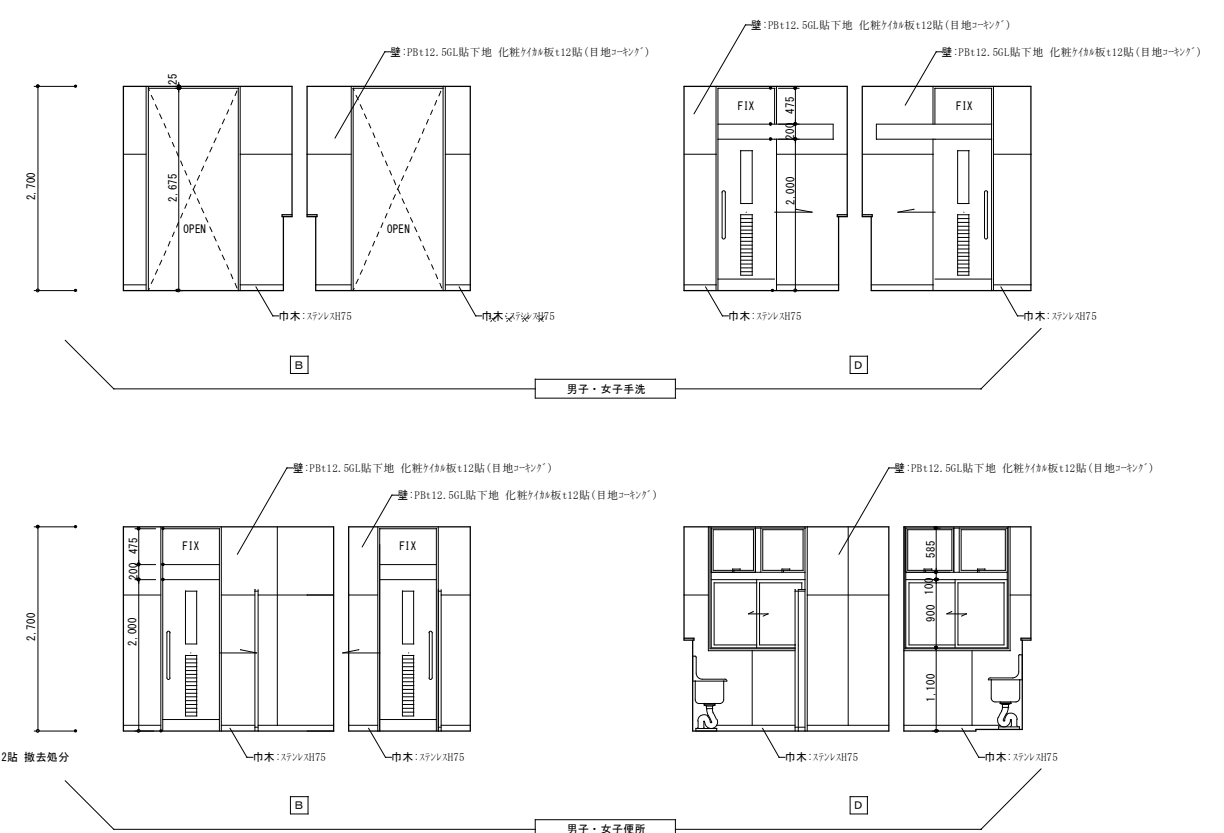 壁:PBt12.5GL貼下地 化粧ｹｲｶﾙ板t12貼(目地ｺｰｷﾝｸﾞ)
壁:PBt12.5GL貼下地 化粧ｹｲｶﾙ板t12貼(目地ｺｰｷﾝｸﾞ)
壁:PBt12.5GL貼下地 化粧ｹｲｶﾙ板t12貼(目地ｺｰｷﾝｸﾞ)
25
FIX
475
FIX
200
2,700
2,675
2,000
OPEN
OPEN
巾木:ｽﾃﾝﾚｽH75
巾木:ｽﾃﾝﾚｽH75
巾木:ｽﾃﾝﾚｽH75
巾木:ｽﾃﾝﾚｽH75
B
D
男子・女子手洗
壁:PBt12.5GL貼下地 化粧ｹｲｶﾙ板t12貼(目地ｺｰｷﾝｸﾞ)
壁:PBt12.5GL貼下地 化粧ｹｲｶﾙ板t12貼(目地ｺｰｷﾝｸﾞ)
壁:PBt12.5GL貼下地 化粧ｹｲｶﾙ板t12貼(目地ｺｰｷﾝｸﾞ)
475
FIX
FIX
585
200
100
2,700
2,000
900
1,100
2貼 撤去処分
巾木:ｽﾃﾝﾚｽH75
巾木:ｽﾃﾝﾚｽH75
巾木:ｽﾃﾝﾚｽH75
巾木:ｽﾃﾝﾚｽH75
B
D
男子・女子便所